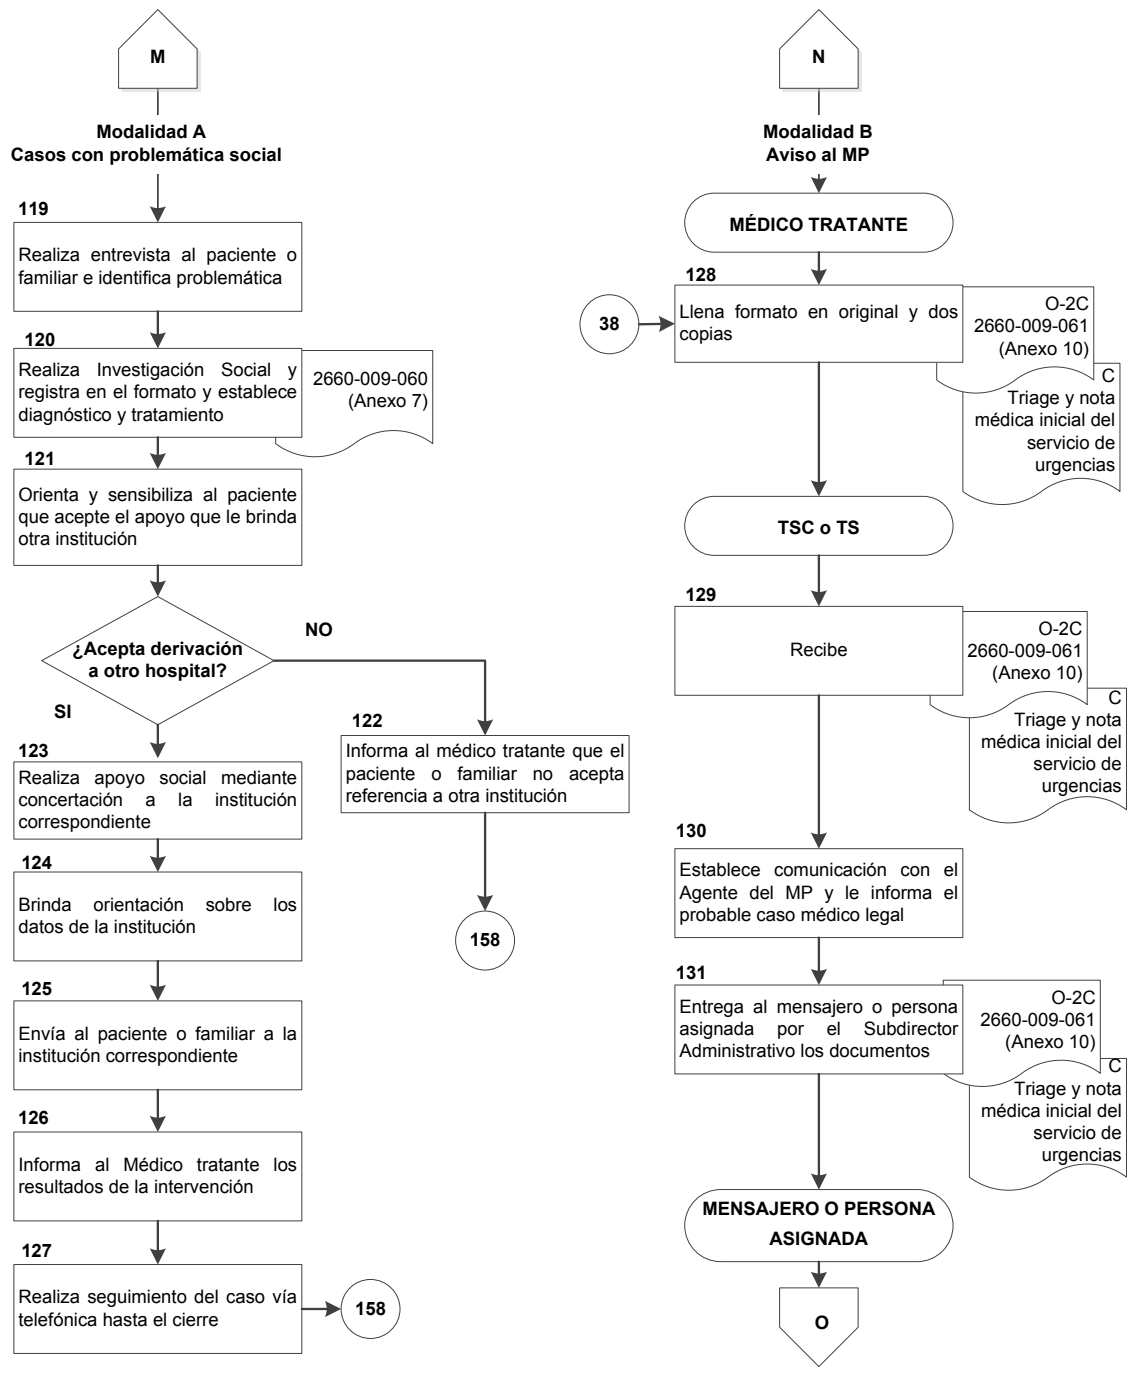 M
Modalidad A
Casos con problemática social
119
Realiza entrevista al paciente o
familiar e identifica problemática
120
Realiza Investigación Social y
registra en el formato y establece
diagnóstico y tratamiento
2660-009-060
(Anexo 7)
121
Orienta y sensibiliza al paciente
que acepte el apoyo que le brinda
otra institución
¿Acepta derivación
a otro hospital?
NO
SI
122
Informa al médico tratante que el
paciente o familiar no acepta
referencia a otra institución
158
123
Realiza apoyo social mediante
concertación a la institución
correspondiente
124
Brinda orientación sobre los
datos de la institución
125
Envía al paciente o familiar a la
institución correspondiente
126
Informa al Médico tratante los
resultados de la intervención
127
Realiza seguimiento del caso vía
telefónica hasta el cierre
158
N
Modalidad B
Aviso al MP
MÉDICO TRATANTE
128
38
Llena formato en original y dos
copias
O-2C
2660-009-061
(Anexo 10)
C
Triage y nota
médica inicial del
servicio de
urgencias
TSC o TS
129
Recibe
O-2C
2660-009-061
(Anexo 10)
C
Triage y nota
médica inicial del
servicio de
urgencias
130
Establece comunicación con el
Agente del MP y le informa el
probable caso médico legal
131
Entrega al mensajero o persona
asignada por el Subdirector
Administrativo los documentos
O-2C
2660-009-061
(Anexo 10)
C
Triage y nota
médica inicial del
servicio de
urgencias
MENSAJERO O PERSONA
ASIGNADA
O